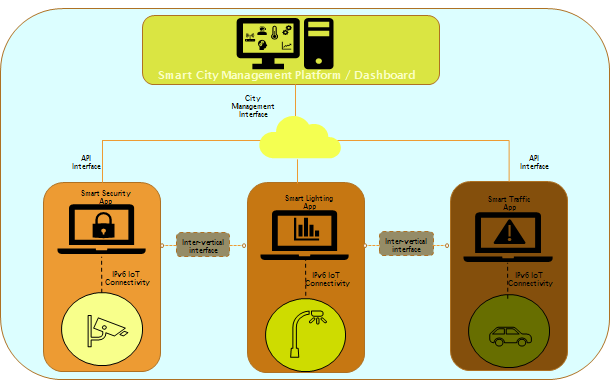 Smart City Management Platform / Dashboard
City
Management
Interface
API
Interface
API
Interface
Smart Security
App
Smart Lighting
App
Smart Traffic
App
Inter-vertical
interface
Inter-vertical
interface
IPv6 IoT
Connectivity
IPv6 IoT
Connectivity
IPv6 IoT
Connectivity